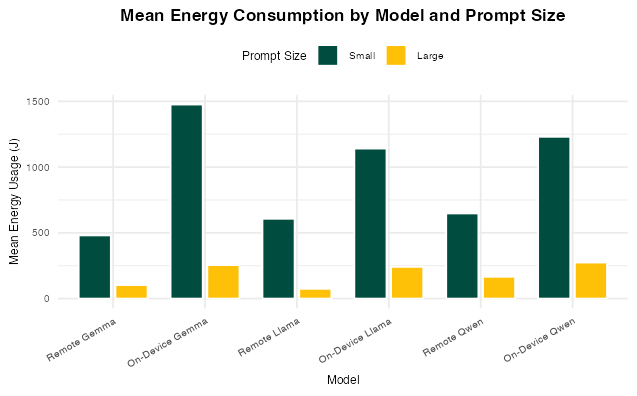 Mean Energy Consumption by Model and Prompt Size
Prompt Size Small Large
Mean Energy Usage (J)
1500
1000
500
0
Remote Gemma
On-Device Gemma
Remote Llama
On-Device Llama
Remote Qwen
On-Device Qwen
Model